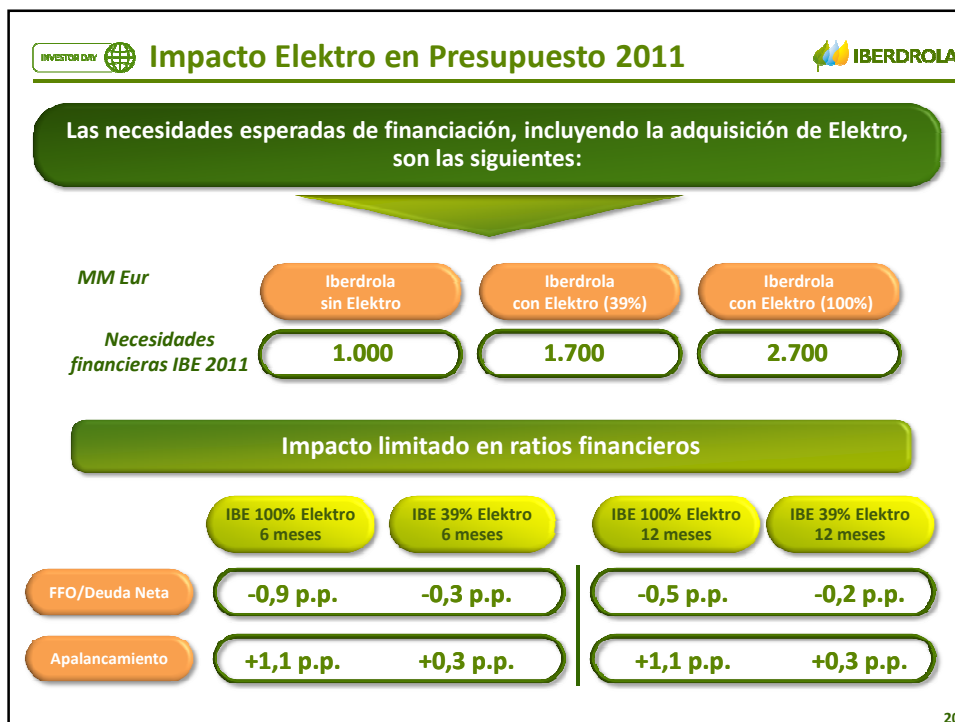 INVESTOR DAY
Impacto Elektro en Presupuesto 2011
IBERDROLA
Las necesidades esperadas de financiación, incluyendo la adquisición de Elektro,
son las siguientes:
MM Eur
Iberdrola
sin Elektro
Iberdrola
con Elektro (39%)
Iberdrola
con Elektro (100%)
Necesidades
financieras IBE 2011
1.000
1.700
2.700
Impacto limitado en ratios financieros
IBE 100% Elektro
6 meses
IBE 39% Elektro
6 meses
IBE 100% Elektro
12 meses
IBE 39% Elektro
12 meses
FFO/Deuda Neta
-0,9 p.p.
-0,3 p.p.
-0,5 p.p.
-0,2 p.p.
Apalancamiento
+1,1 p.p.
+0,3 p.p.
+1,1 p.p.
+0,3 p.p.
20